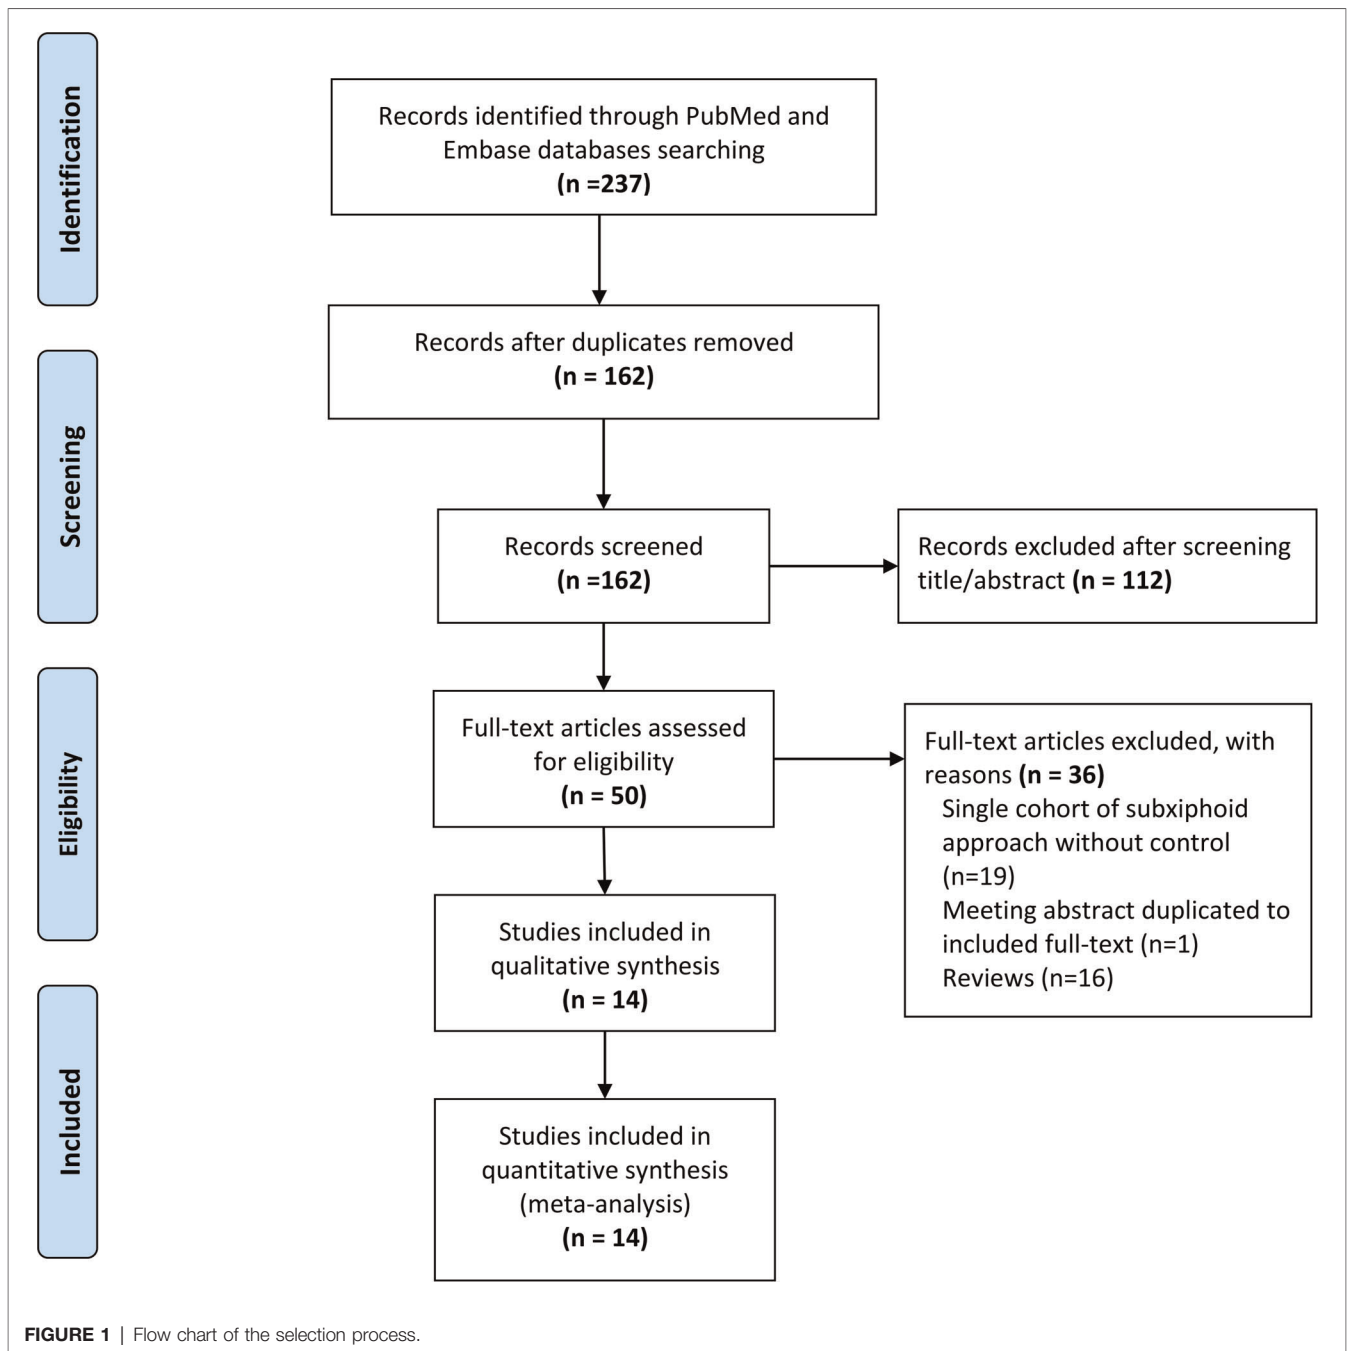 Identification
Records identified through PubMed and
Embase databases searching
(n =237)
Records after duplicates removed
(n = 162)
Screening
Records screened
(n =162)
Records excluded after screening
title/abstract (n = 112)
Eligibility
Full-text articles assessed
for eligibility
(n = 50)
Full-text articles excluded, with
reasons (n = 36)
Single cohort of subxiphoid
approach without control
(n=19)
Meeting abstract duplicated to
included full-text (n=1)
Reviews (n=16)
Studies included in
qualitative synthesis
(n = 14)
Included
Studies included in
quantitative synthesis
(meta-analysis)
(n = 14)
FIGURE 1 | Flow chart of the selection process.